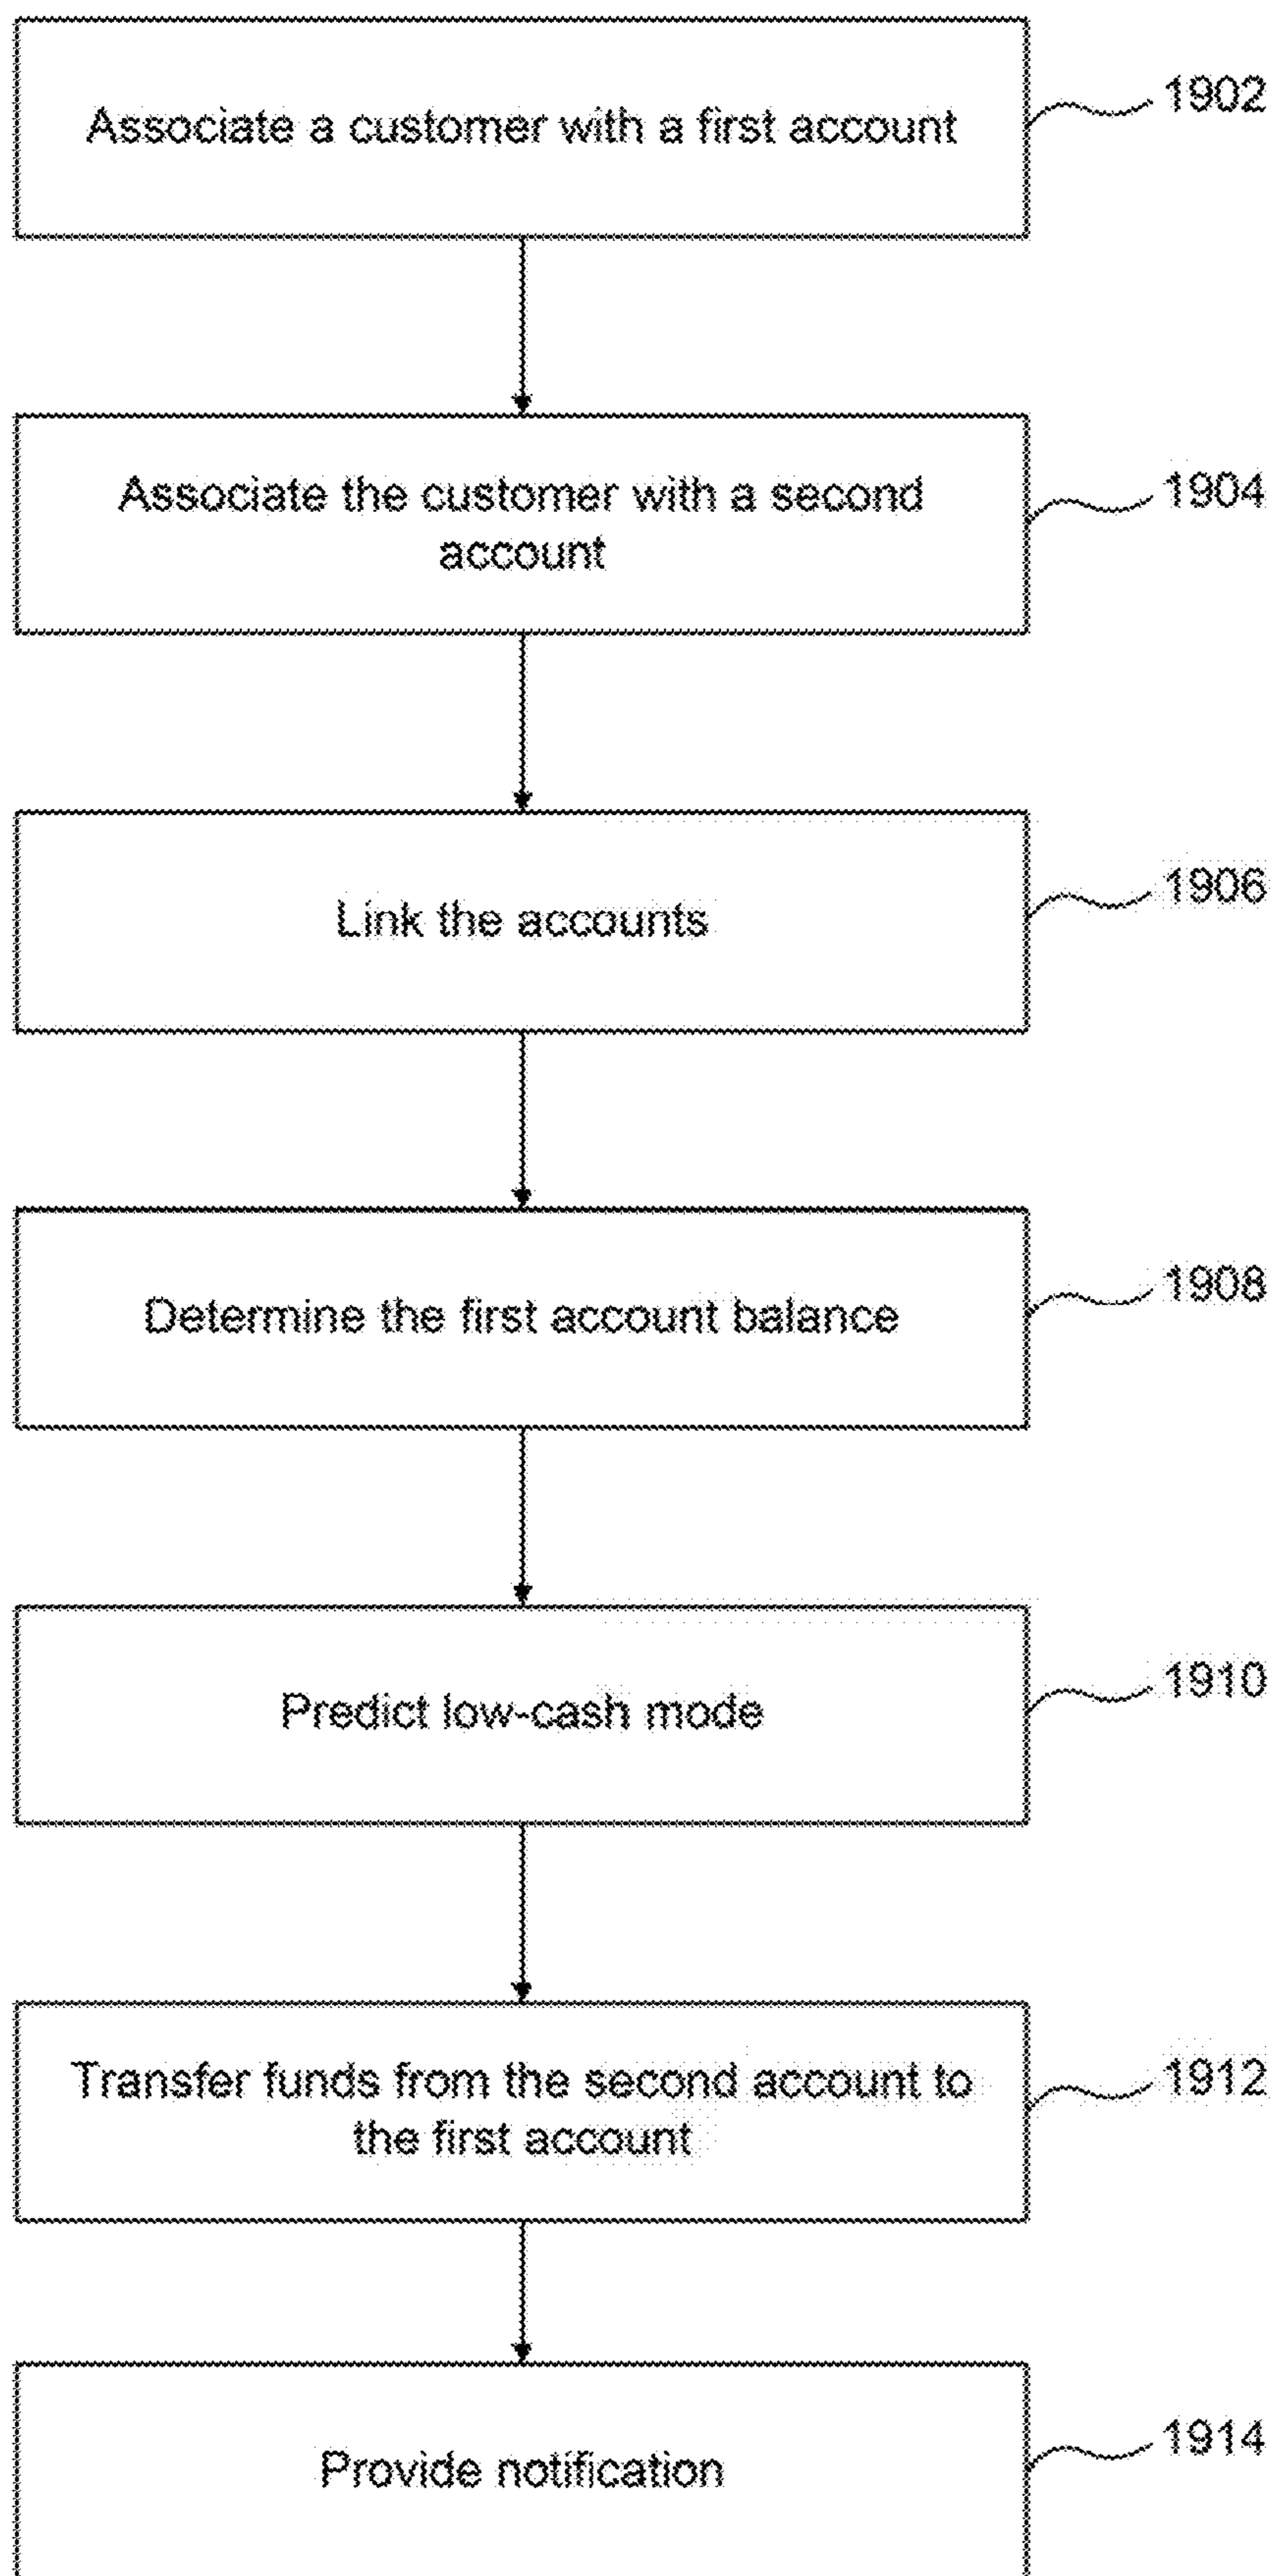 Associate a customer with a first account
1902
Associate the customer with a second
account
1904
Link the accounts
1906
Determine the first account balance
1908
Predict low-cash mode
1910
Transfer funds from the second account to
the first account
1912
Provide notification
1914